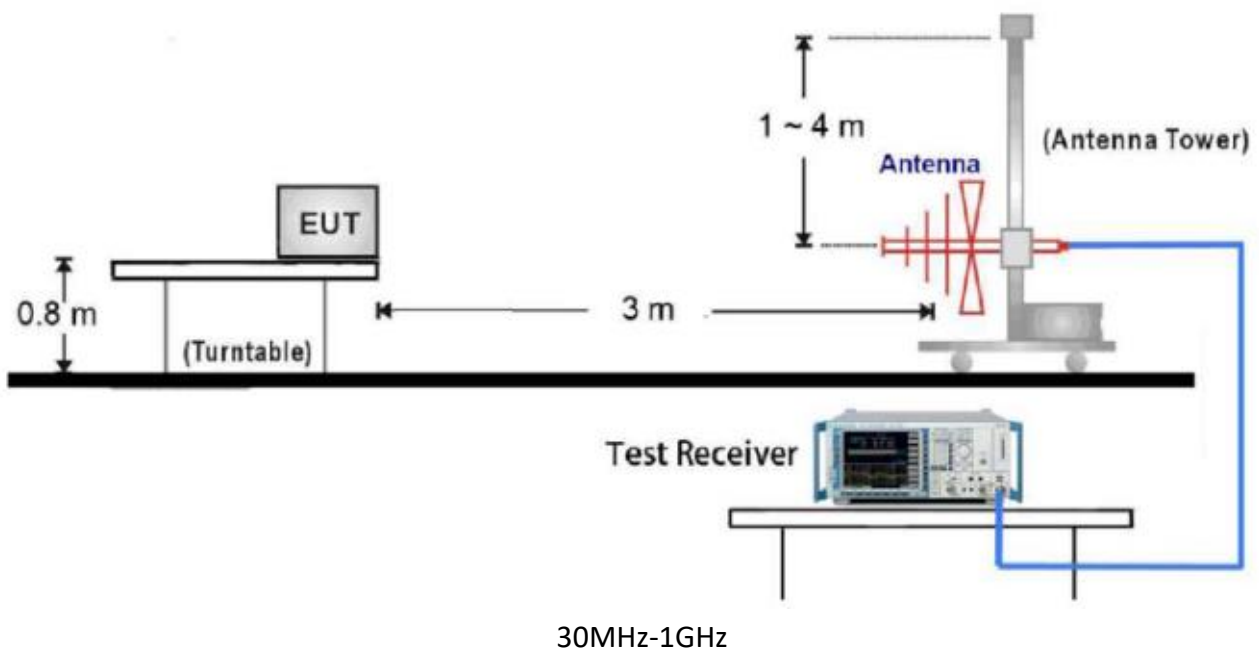 1 ~ 4 m
(Antenna Tower)
Antenna
EUT
0.8 m
3 m
(Turntable)
Test Receiver
30MHz-1GHz